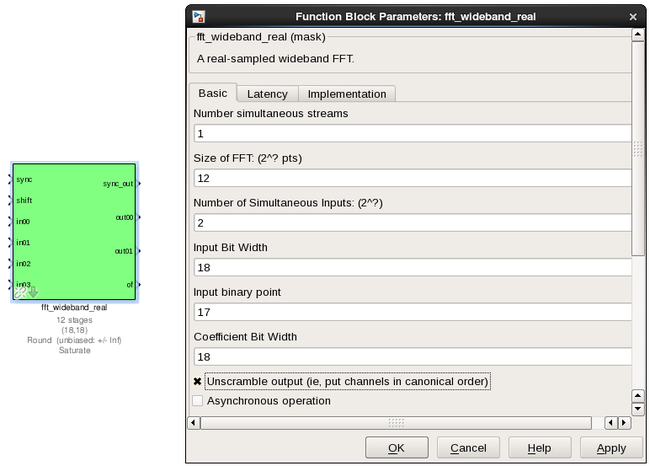 Function Block Parameters: fft_wideband_real
fft_wideband_real (mask)
A real-sampled wideband FFT.
Basic
Latency
Implementation
Number simultaneous streams
1
Size of FFT: (2^? pts)
12
Number of Simultaneous Inputs: (2^?)
2
Input Bit Width
18
Input binary point
17
Coefficient Bit Width
18
Unscramble output (ie, put channels in canonical order)
Asynchronous operation
OK
Cancel
Help
Apply
sync
sync_out
shift
in00
out00
in01
in02
out01
in03
of
fft_wideband_real
12 stages
(18,18)
Round (unbiased: +/- Inf)
Saturate